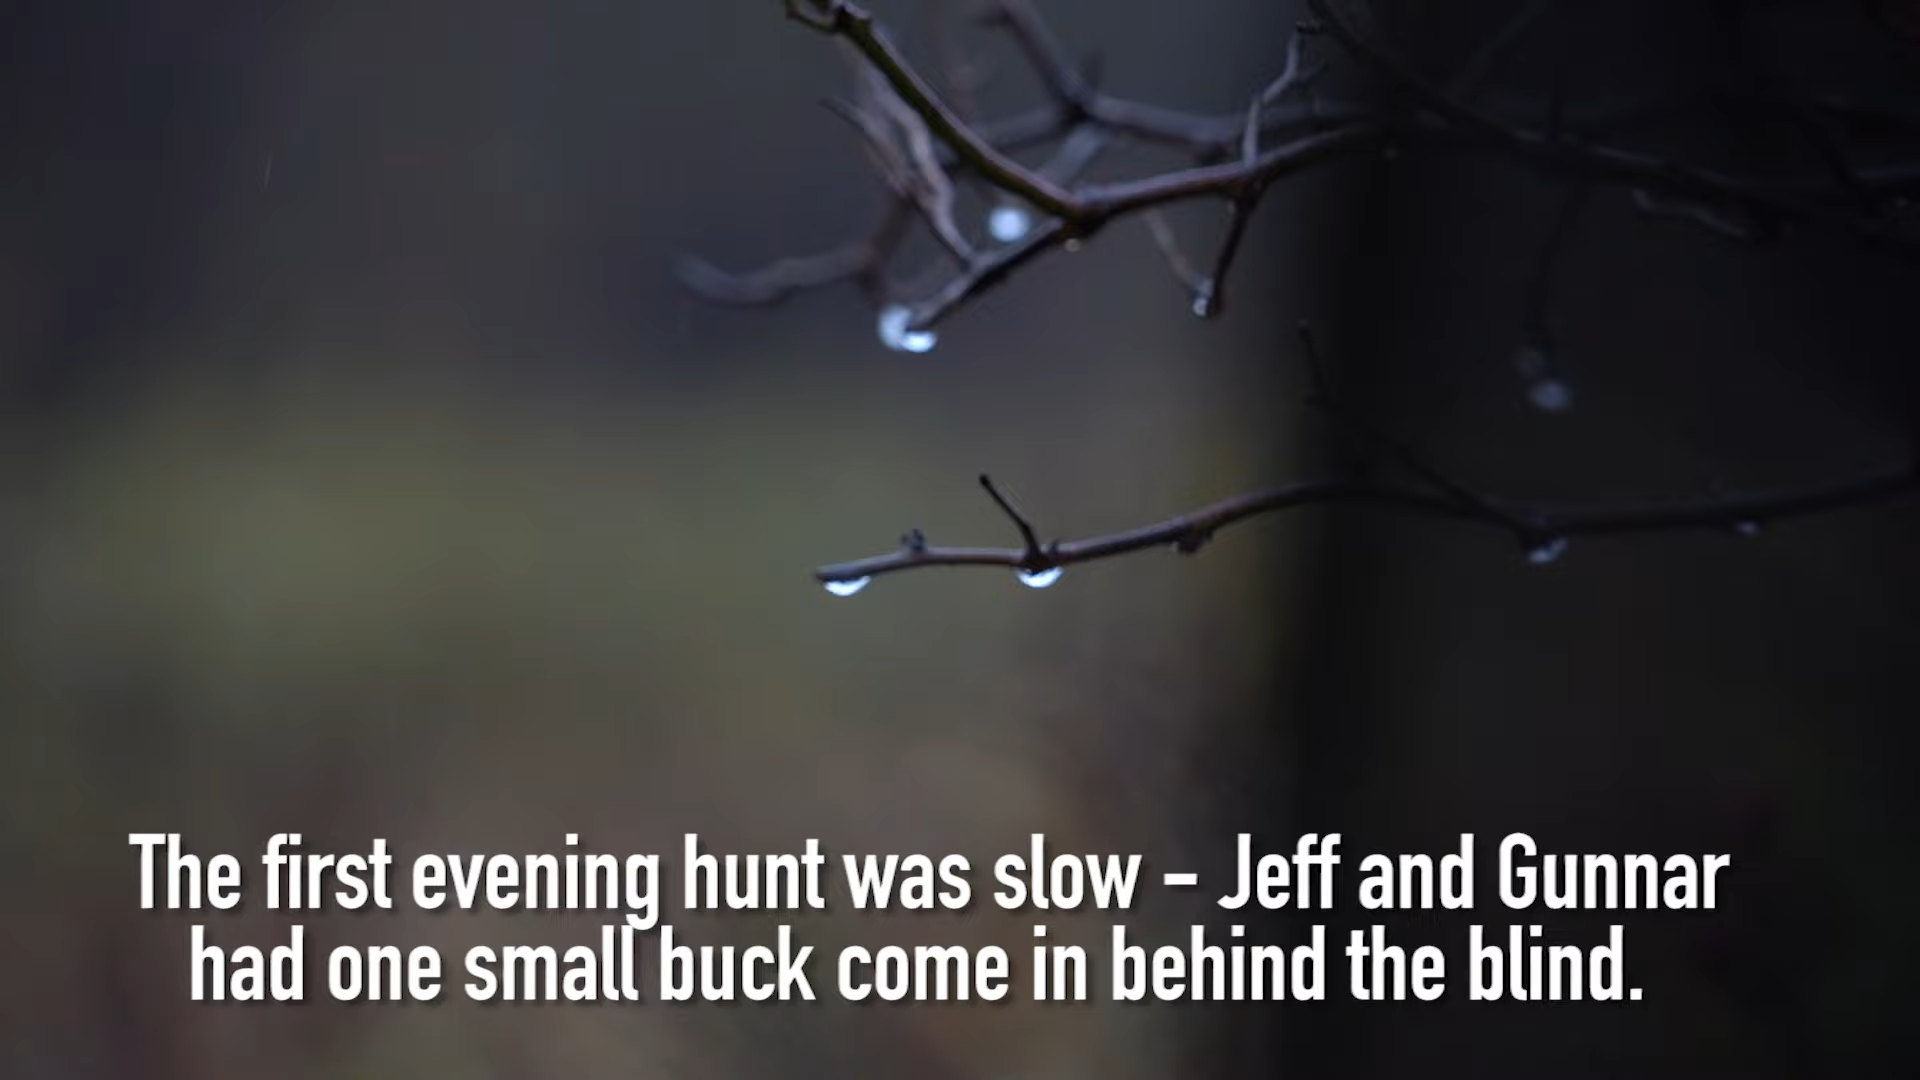 The first evening hunt was slow - Jeff and Gunnar
had one small buck come in behind the blind.